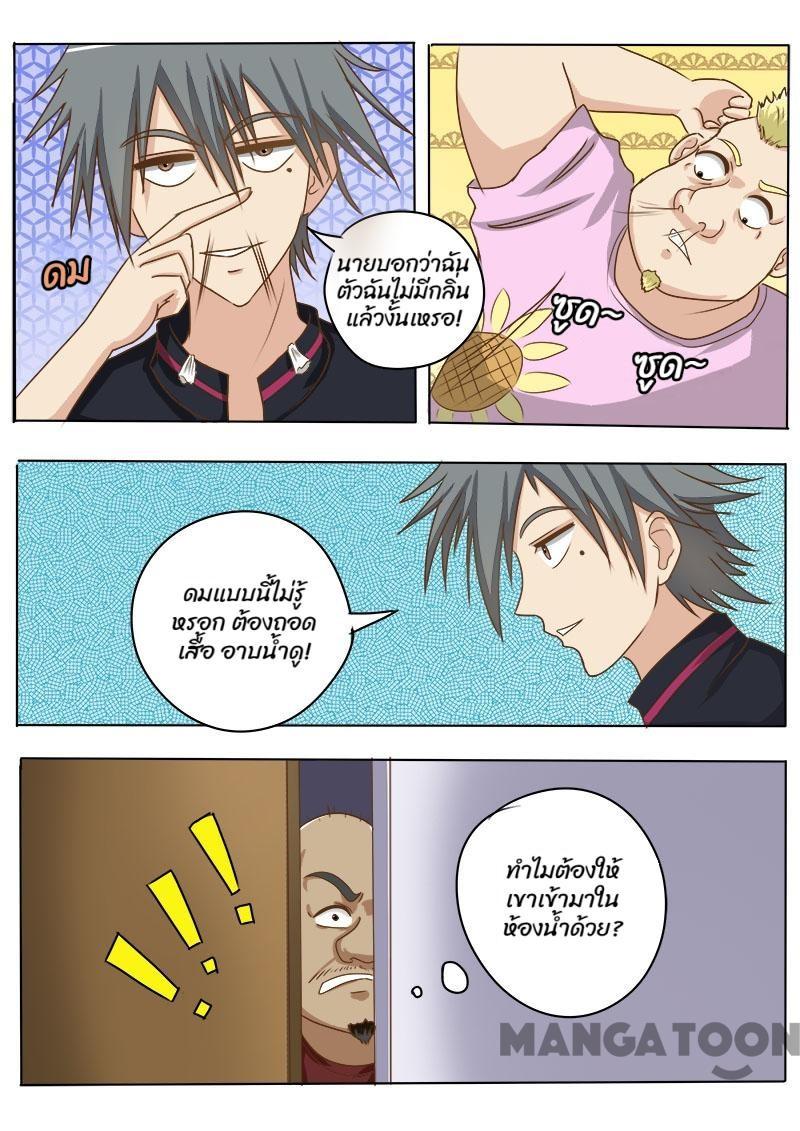 ดม
นายบอกว่าฉัน
ตัวฉันไม่มีกลิ่น
แล้วงั้นเหรอ!
ซูด~
ซูด~
ดมแบบนี้ไม่รู้
หรอก ต้องถอด
เสื้อ อาบน้ำดู!
!!!
ทำไมต้องให้
เขาเข้ามาใน
ห้องน้ำด้วย?
MANGATOON